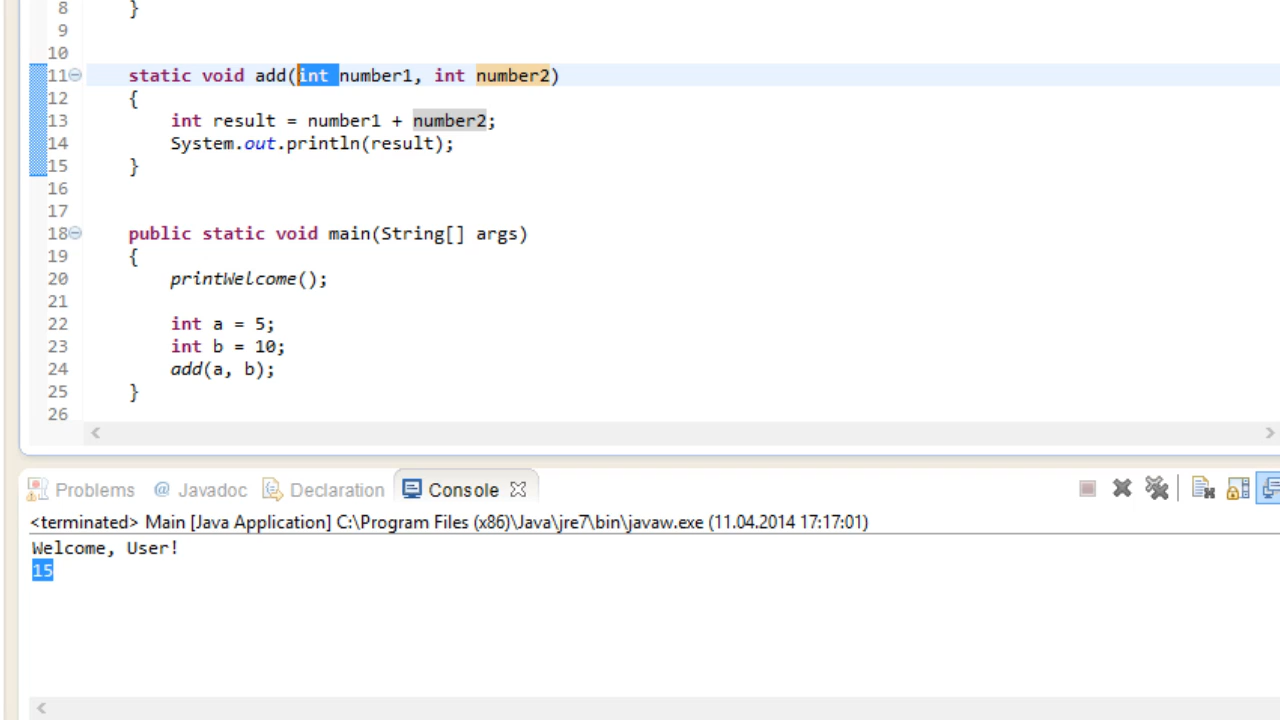 8 }
9
10
11 static void add(int number1, int number2)
12 {
13 int result = number1 + number2;
14 System.out.println(result);
15 }
16
17
18 public static void main(String[] args)
19 {
20 printWelcome();
21
22 int a = 5;
23 int b = 10;
24 add(a, b);
25 }
26
Problems @ Javadoc Declaration Console
<terminated> Main [Java Application] C:\Program Files (x86)\Java\jre7\bin\javaw.exe (11.04.2014 17:17:01)
Welcome, User!
15